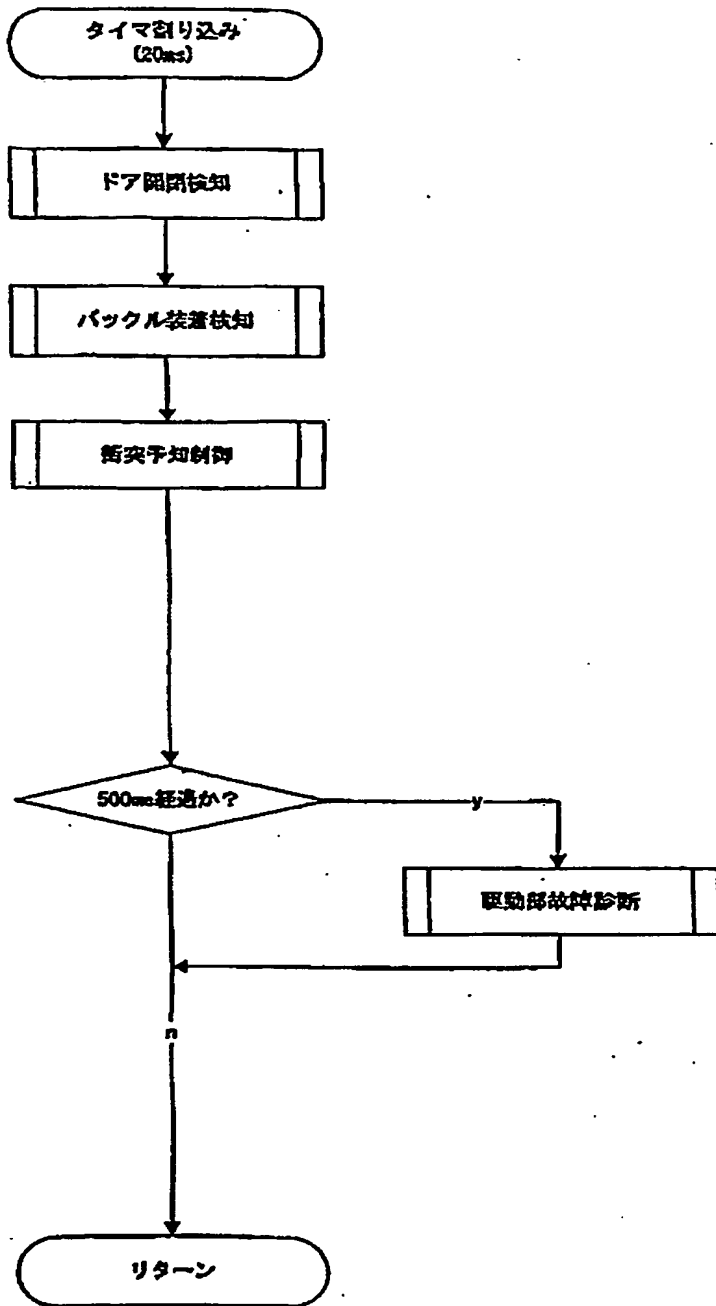 タイマ割り込み
(20ms)
ドア開閉検知
バックル装着検知
衝突予知制御
500ms経過か？
y
駆動部故障診断
n
リターン